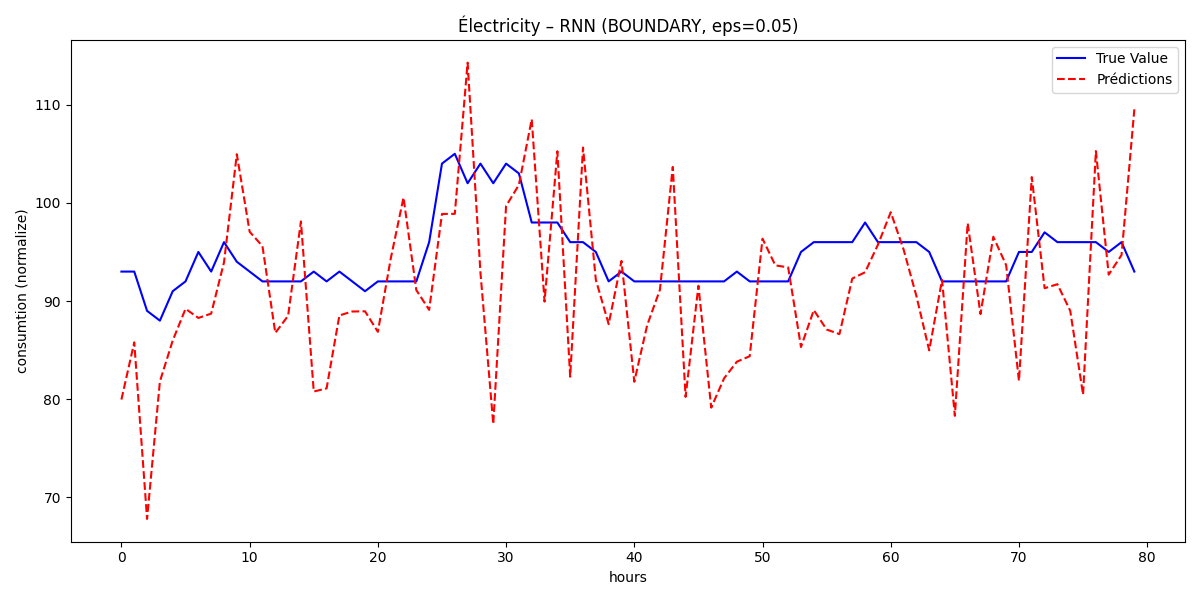 Électricity – RNN (BOUNDARY, eps=0.05)
True Value
Prédictions
consumtion (normalize)
110
100
90
80
70
0 10 20 30 40 50 60 70 80
hours